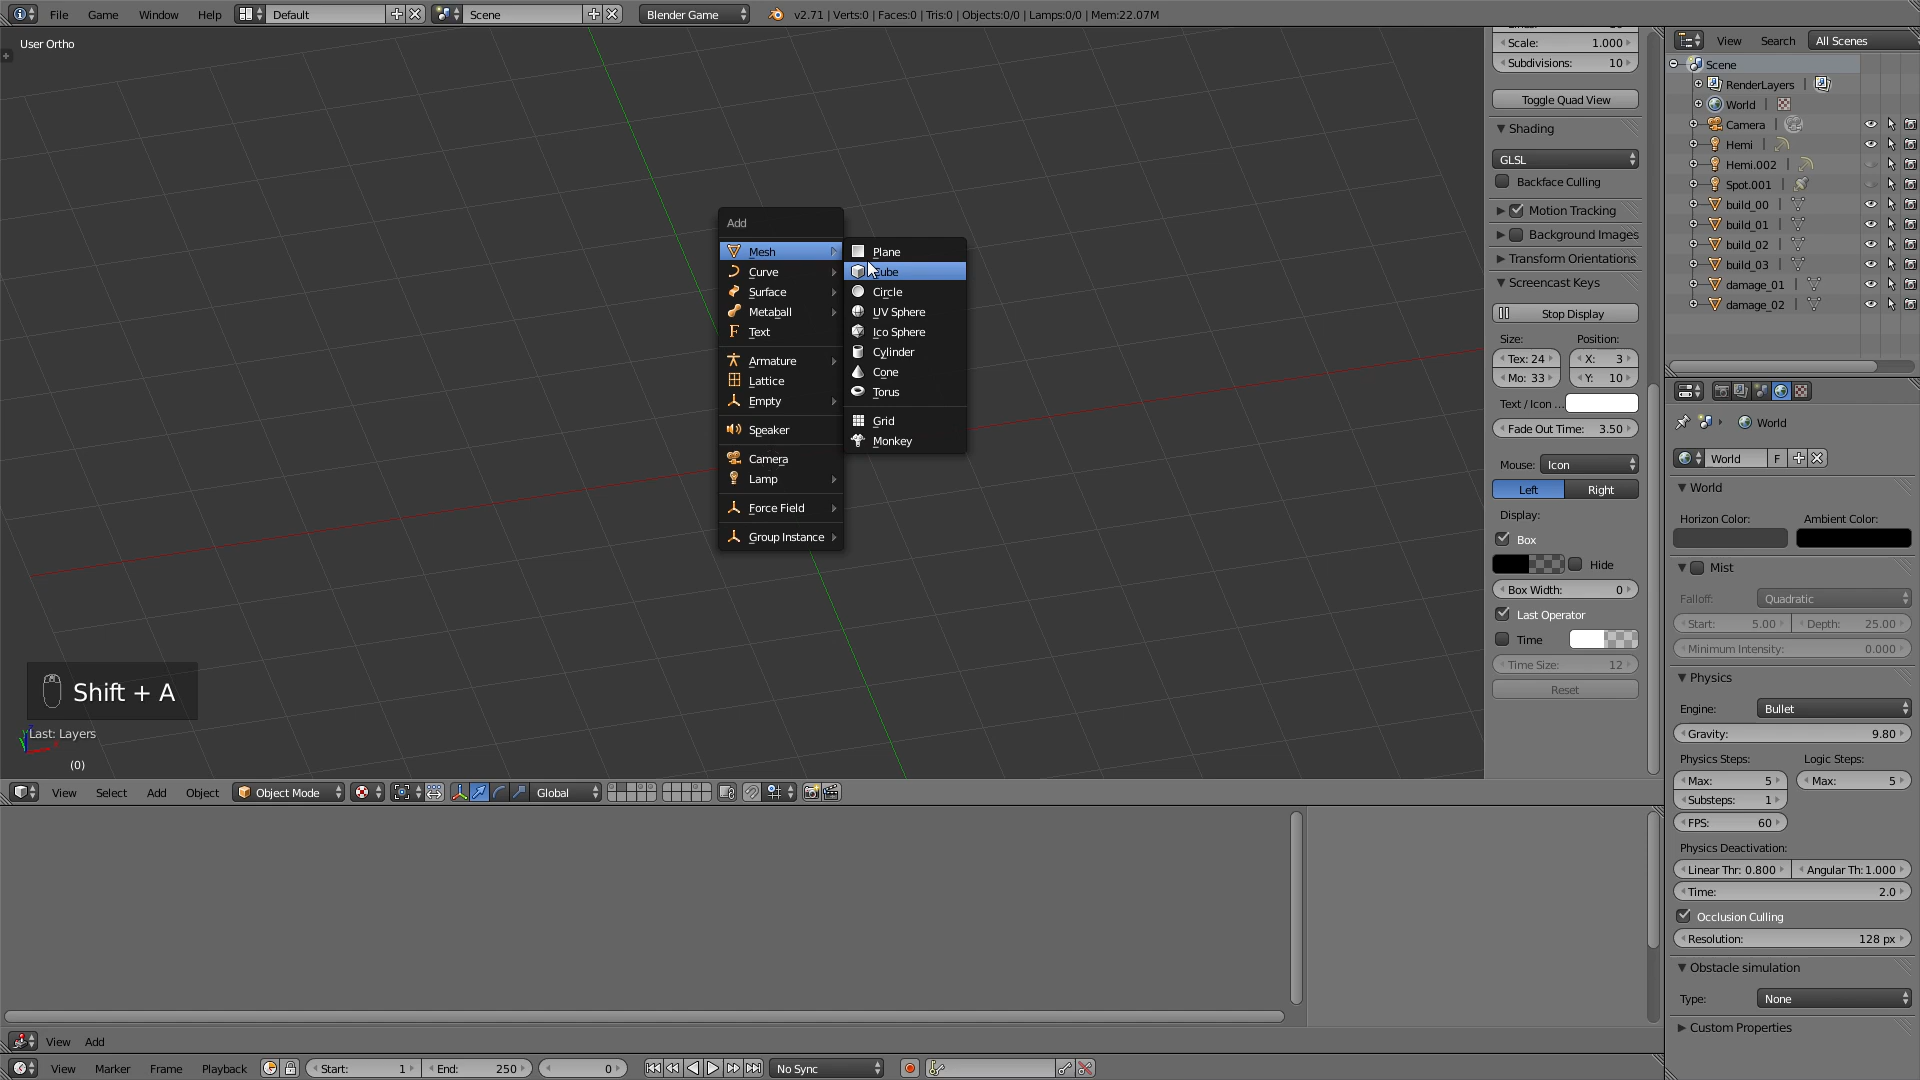 File Game Window Help Default Scene Blender Game v2.71 | Verts:0 | Faces:0 | Tris:0 | Objects:0/0 | Lamps:0/0 | Mem:22.07M
User Ortho
Add
Mesh
Curve
Surface
Metaball
Text
Armature
Lattice
Empty
Speaker
Camera
Lamp
Force Field
Group Instance
Plane
Cube
Circle
UV Sphere
Ico Sphere
Cylinder
Cone
Torus
Grid
Monkey
Shift + A
Last: Layers
(0)
View Select Add Object Object Mode Global
View Add
View Marker Frame Playback Start: 1 End: 250 0 No Sync
Scale: 1.000
Subdivisions: 10
Toggle Quad View
Shading
GLSL
Backface Culling
Motion Tracking
Background Images
Transform Orientations
Screencast Keys
Stop Display
Size: Position:
Tex: 24 X: 3
Mo: 33 Y: 10
Text / Icon ...
Fade Out Time: 3.50
Mouse: Icon
Left Right
Display:
Box
Hide
Box Width: 0
Last Operator
Time
Time Size: 12
Reset
View Search All Scenes
Scene
RenderLayers |
World |
Camera |
Hemi |
Hemi.002 |
Spot.001 |
build_00 |
build_01 |
build_02 |
build_03 |
damage_01 |
damage_02 |
World
World F
World
Horizon Color: Ambient Color:
Mist
Falloff: Quadratic
Start: 5.00 Depth: 25.00
Minimum Intensity: 0.000
Physics
Engine: Bullet
Gravity: 9.80
Physics Steps: Logic Steps:
Max: 5 Max: 5
Substeps: 1
FPS: 60
Physics Deactivation:
Linear Thr: 0.800 Angular Th: 1.000
Time: 2.0
Occlusion Culling
Resolution: 128 px
Obstacle simulation
Type: None
Custom Properties